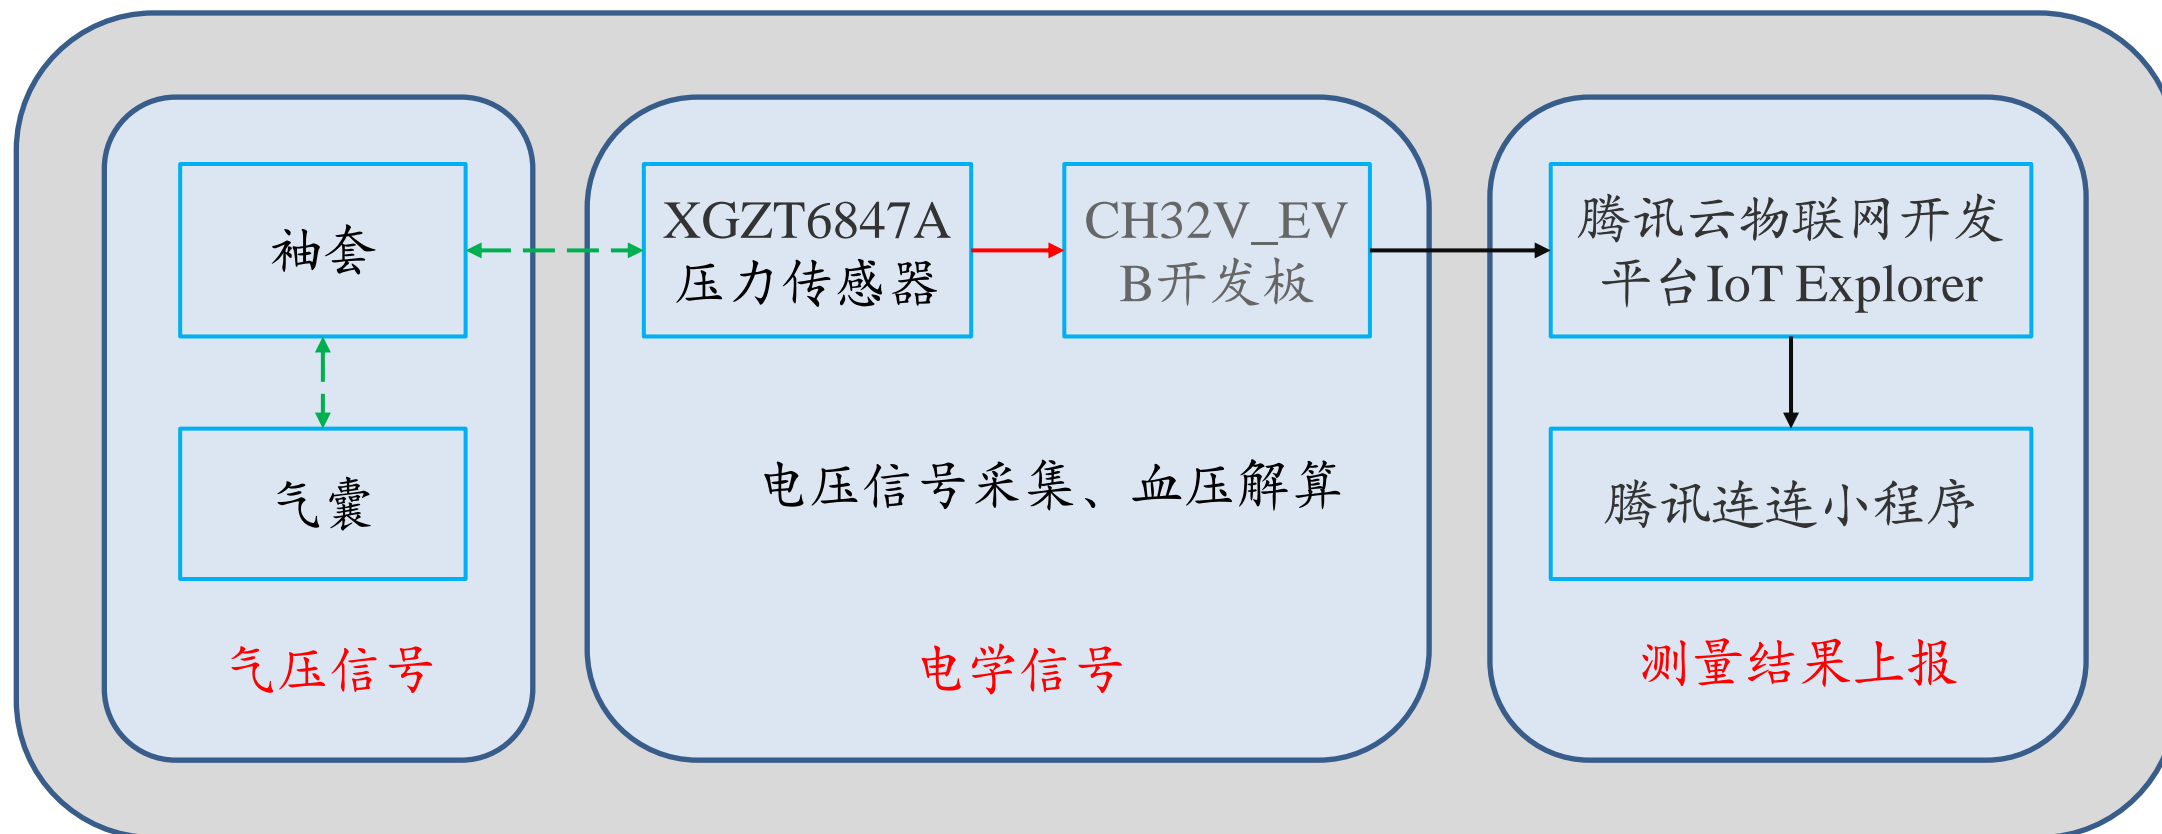 袖套
气囊
气压信号
XGZT6847A
压力传感器
CH32V_EV
B开发板
电压信号采集、血压解算
电学信号
腾讯云物联网开发
平台IoT Explorer
腾讯连连小程序
测量结果上报